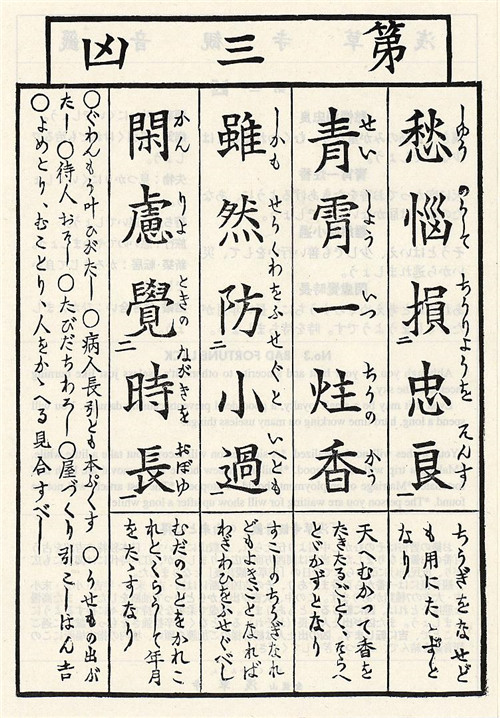 第三凶
しゆう のうして ちうりようを そんす
愁惱損二忠良
ちうぎをなせど
も用にたゝずと
なり
せいしよう いつちうのかう
青霄一炷香
天へむかつて香を
たきたるごとくそらへ
とゞかずとなり
しかも せうくわをふせぐと いへども
雖然防二小過一
すこしのちうぎなれ
どもよきことなれば
わざわひをふせぐべし
かんりよ ときのながきを おぼゆ
閑慮覺二時長一
むだのことをかれこ
れと、くらうし年月
をたゝすなり
○ぐわんもう叶ひがたし ○病人長引とも本ぷくす ○うせもの出が
たし ○待人おそし ○たびだちわろし ○屋づくり引こしはん吉
○よめとり、むことり、人をかゝへる見合すべし